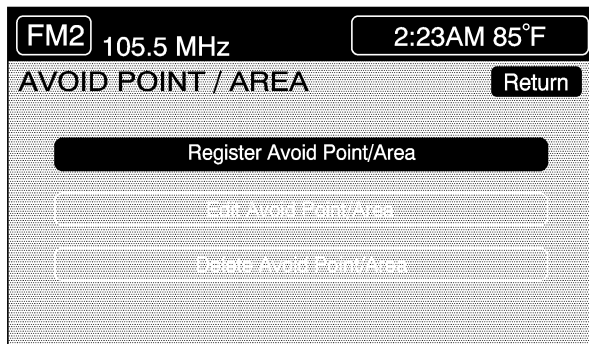 FM2 105.5 MHz 2:23AM 85°F
AVOID POINT / AREA Return
Register Avoid Point/Area
Edit Avoid Point/Area
Delete Avoid Point/Area